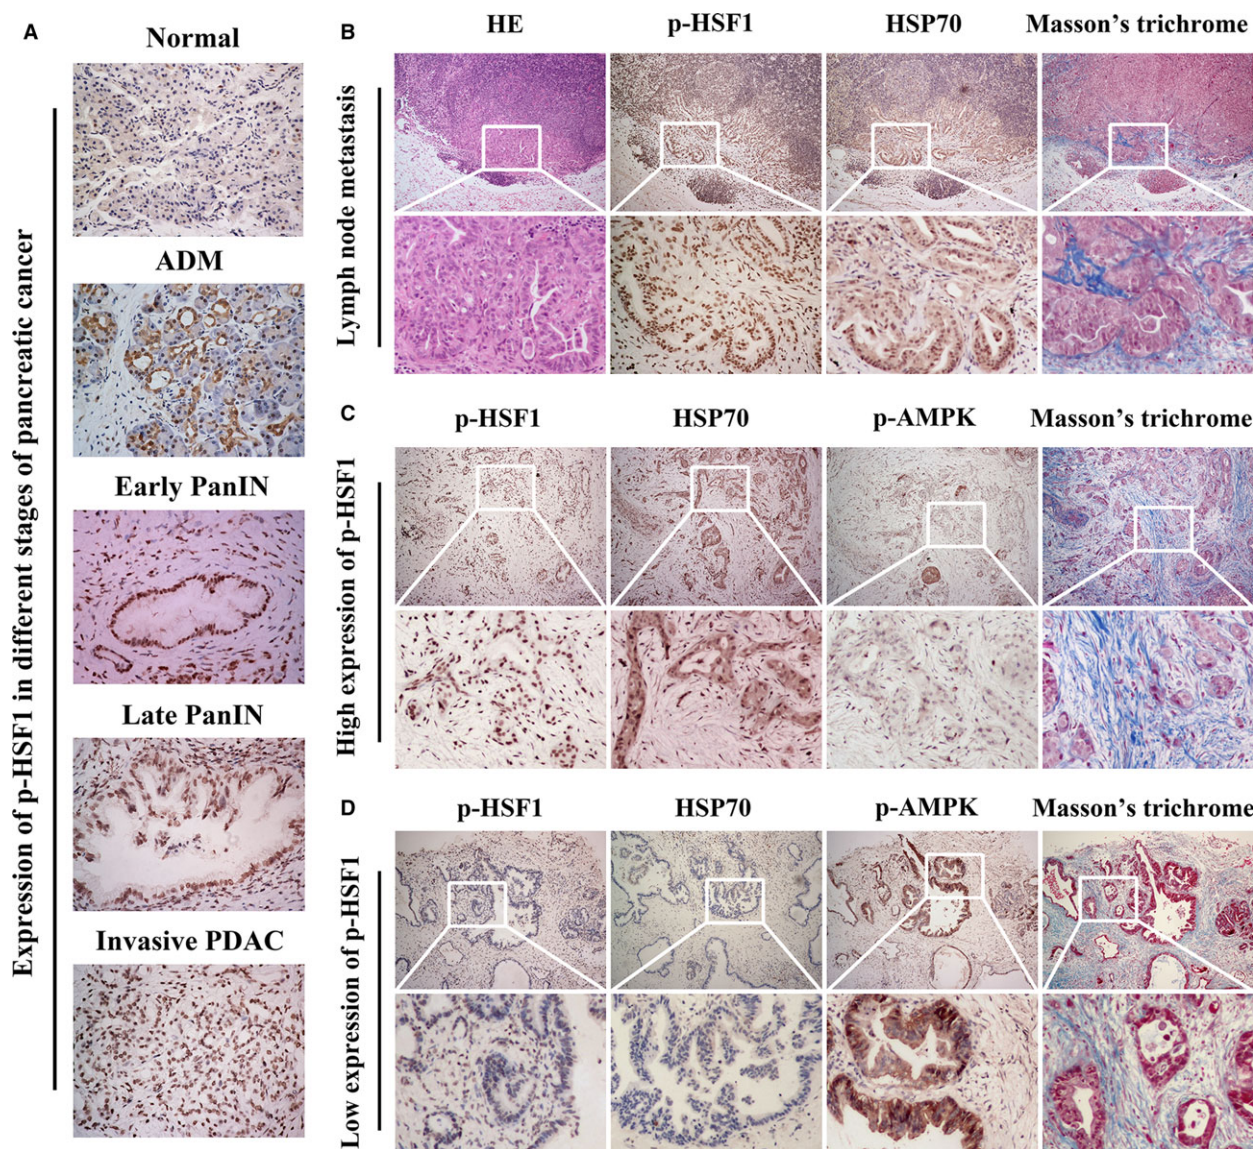 A
Expression of p-HSF1 in different stages of pancreatic cancer
Normal
ADM
Early PanIN
Late PanIN
Invasive PDAC
B
HE
p-HSF1
HSP70
Masson's trichrome
Lymph node metastasis
C
p-HSF1
HSP70
p-AMPK
Masson's trichrome
High expression of p-HSF1
D
p-HSF1
HSP70
p-AMPK
Masson's trichrome
Low expression of p-HSF1